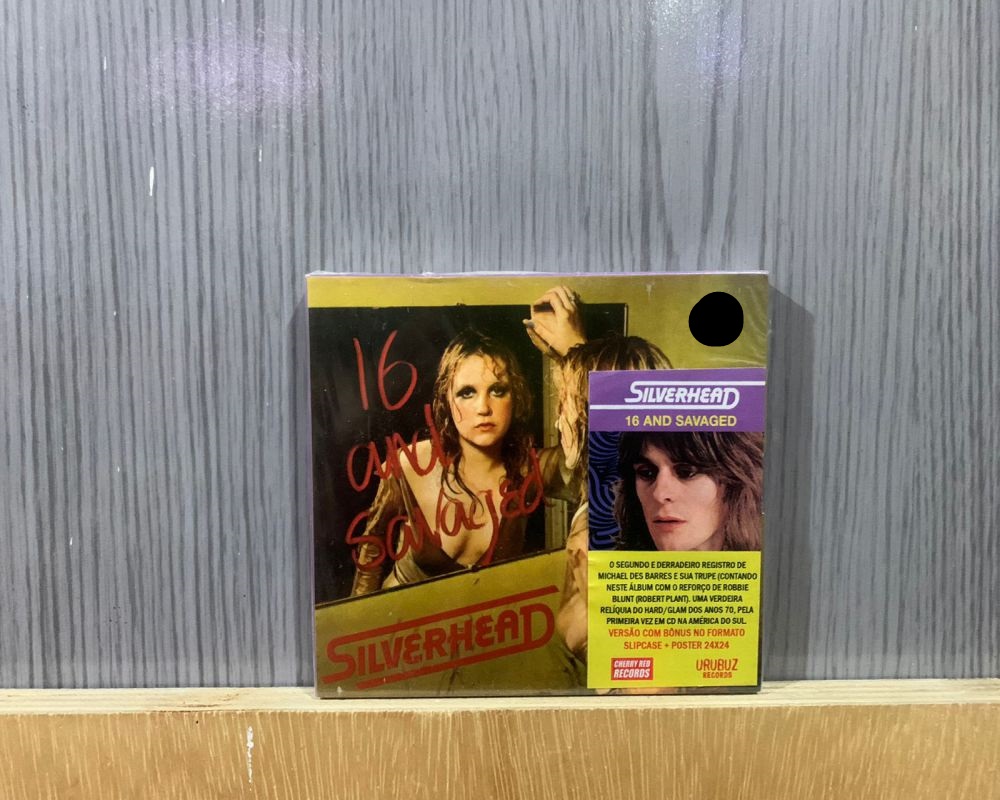 16
and
savaged
SILVERHEAD
SILVERHEAD
16 AND SAVAGED
O SEGUNDO E DERRADEIRO REGISTRO DE
MICHAEL DES BARRES E SUA TRUPE (CONTANDO
NESTE ÁLBUM COM O REFORÇO DE ROBBIE
BLUNT (ROBERT PLANT). UMA VERDEIRA
RELÍQUIA DO HARD/GLAM DOS ANOS 70, PELA
PRIMEIRA VEZ EM CD NA AMÉRICA DO SUL.
VERSÃO COM BÔNUS NO FORMATO
SLIPCASE + POSTER 24X24
CHERRY RED
RECORDS
URUBUZ
RECORDS